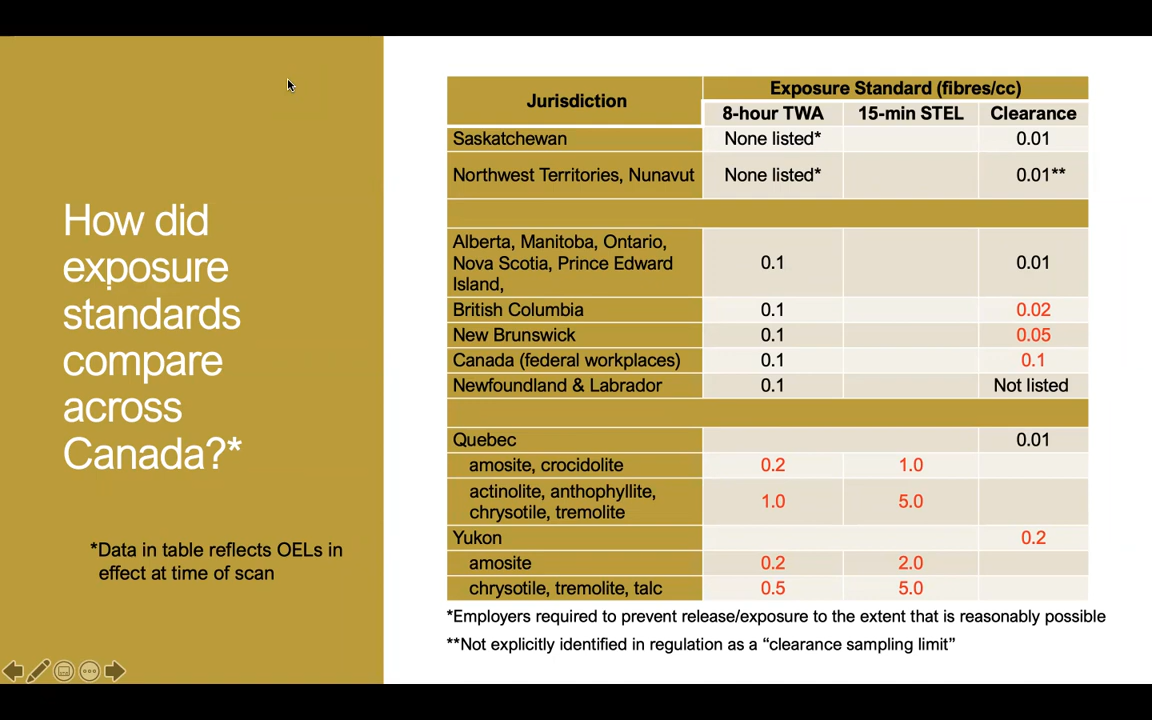 How did
exposure
standards
compare
across
Canada?*
*Data in table reflects OELs in
effect at time of scan
Jurisdiction
Exposure Standard (fibres/cc)
8-hour TWA 15-min STEL Clearance
Saskatchewan None listed* 0.01
Northwest Territories, Nunavut None listed* 0.01**
Alberta, Manitoba, Ontario,
Nova Scotia, Prince Edward
Island,
0.1 0.01
British Columbia 0.1 0.02
New Brunswick 0.1 0.05
Canada (federal workplaces) 0.1 0.1
Newfoundland & Labrador 0.1 Not listed
Quebec 0.01
amosite, crocidolite 0.2 1.0
actinolite, anthophyllite,
chrysotile, tremolite
1.0 5.0
Yukon 0.2
amosite 0.2 2.0
chrysotile, tremolite, talc 0.5 5.0
*Employers required to prevent release/exposure to the extent that is reasonably possible
**Not explicitly identified in regulation as a “clearance sampling limit”